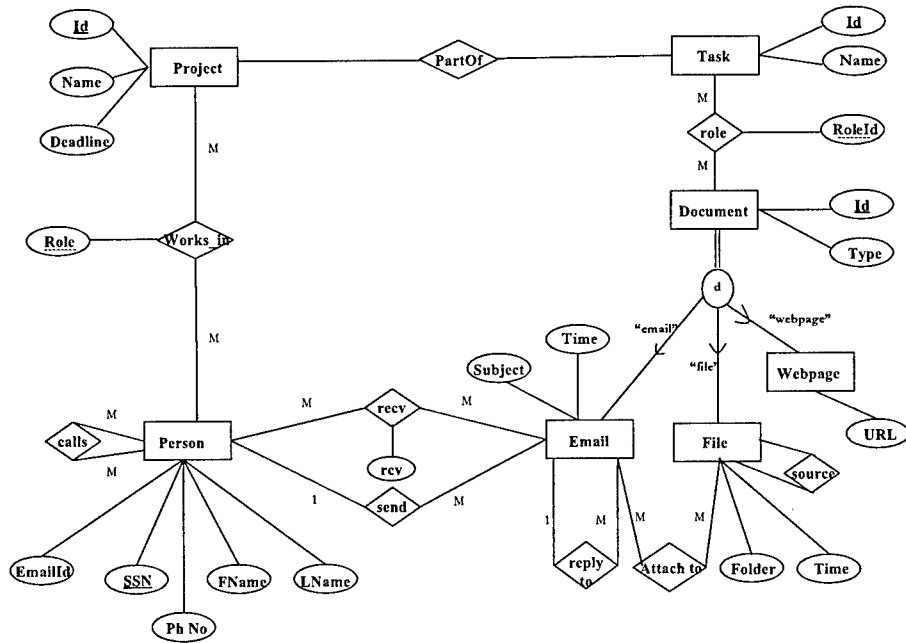 Id
Id
Project
PartOf
Task
Name
Name
Deadline
M
M
role
RoleId
M
Document
Id
Role
Works_in
Type
d
"email"
"webpage"
Time
"file"
Subject
Webpage
M
M
M
M
recv
calls
Person
Email
File
URL
M
rcv
source
1
send
M
1
M
M
M
EmailId
SSN
FName
LName
reply
to
Attach to
Folder
Time
Ph No